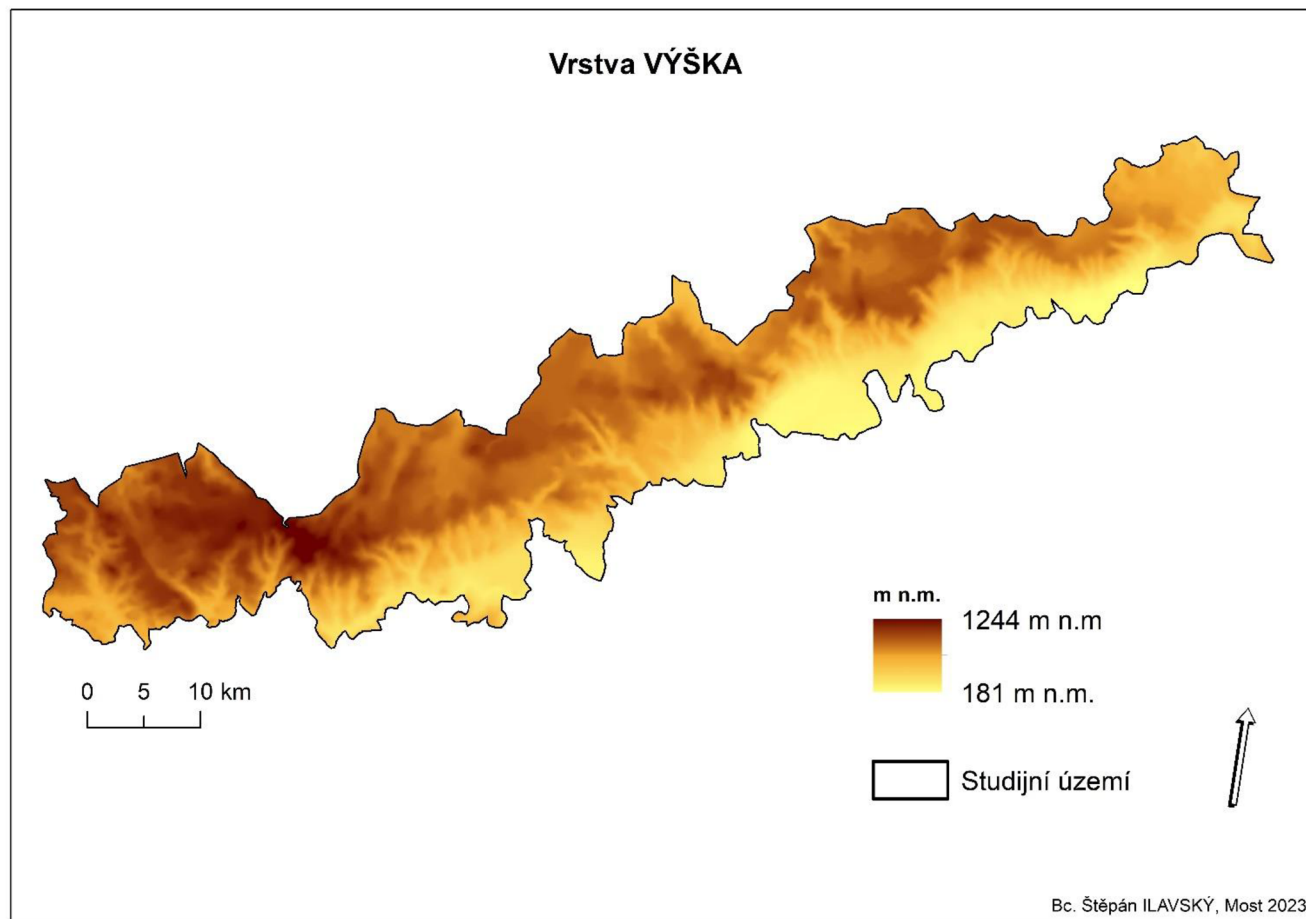 Vrstva VÝŠKA
m n.m.
1244 m n.m
181 m n.m.
0 5 10 km
Studijní území
Bc. Štěpán ILAVSKÝ, Most 2023